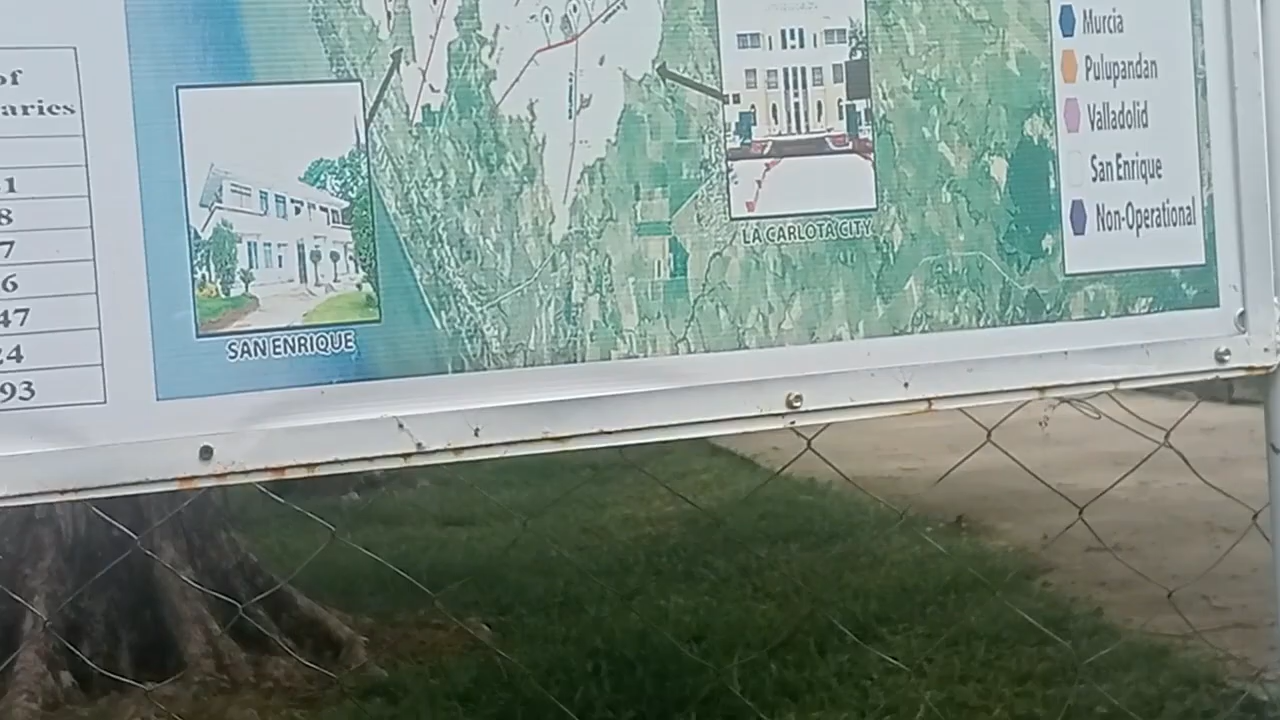 of
aries
1
8
7
6
47
24
93
SAN ENRIQUE
LA CARLOTA CITY
Murcia
Pulupandan
Valladolid
San Enrique
Non-Operational